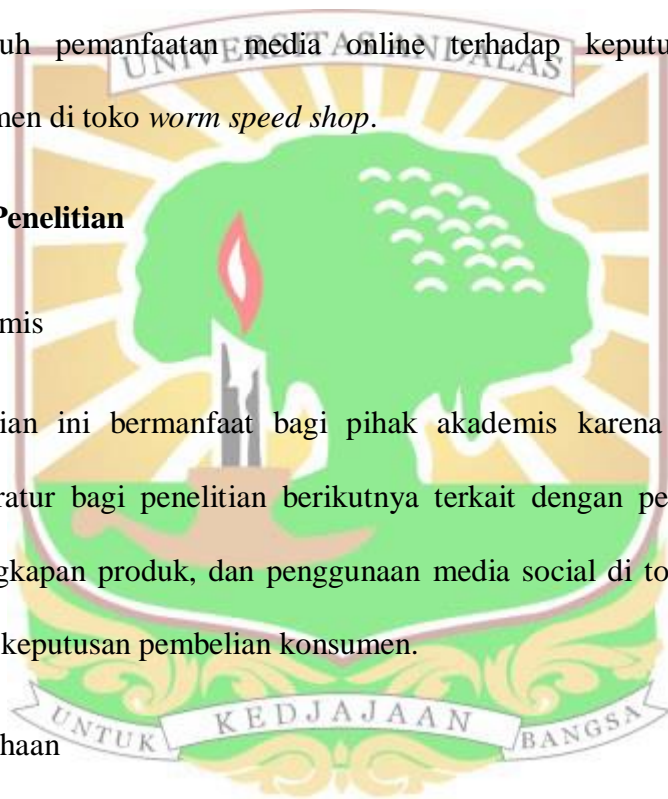 uh pemanfaatan media online terhadap keputu
UNIVERSITAS ANDALAS
men di toko worm speed shop.
Penelitian
mis
ian ini bermanfaat bagi pihak akademis karena
ratur bagi penelitian berikutnya terkait dengan pe
gkapan produk, dan penggunaan media social di to
keputusan pembelian konsumen.
UNTUK KEDJAJAAN BANGSA
haan